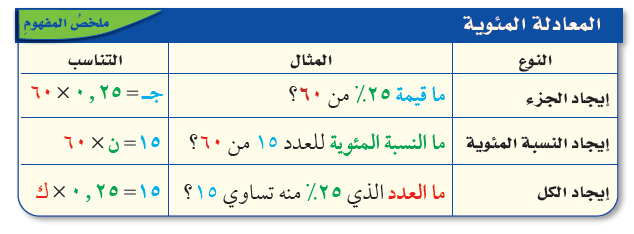 المعادلة المئوية
ملخصُ المفهومِ
النوع المثال التناسب
إيجاد الجزء ما قيمة ٢٥٪ من ٦٠؟ جـ = ٠,٢٥ × ٦٠
إيجاد النسبة المئوية ما النسبة المئوية للعدد ١٥ من ٦٠؟ ١٥ = ن × ٦٠
إيجاد الكل ما العدد الذي ٢٥٪ منه تساوي ١٥؟ ١٥ = ٠,٢٥ × ك